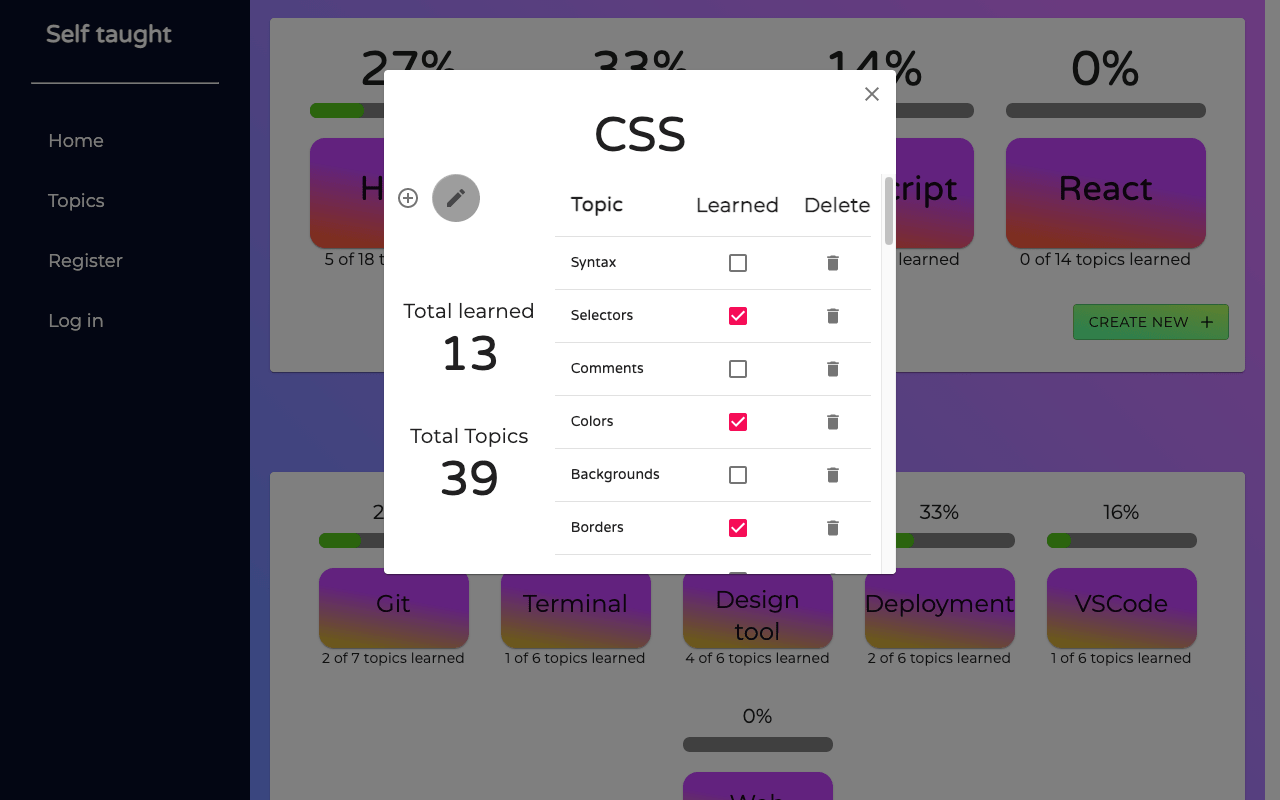 Self taught
Home
Topics
Register
Log in
27% 33% 14% 0%
React
5 of 18
learned
0 of 14 topics learned
CREATE NEW
CSS
Topic Learned Delete
Syntax
Selectors
Comments
Colors
Backgrounds
Borders
Total learned
13
Total Topics
39
33% 16%
Git Terminal Design tool Deployment VSCode
2 of 7 topics learned 1 of 6 topics learned 4 of 6 topics learned 2 of 6 topics learned 1 of 6 topics learned
0%
Web